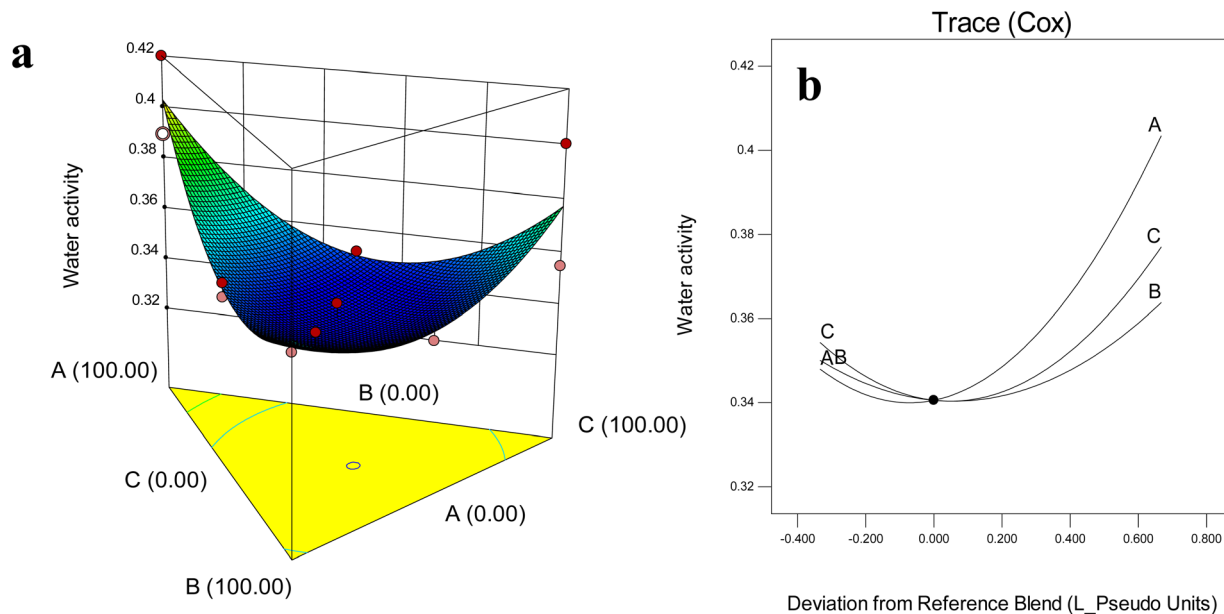 a
0.42
0.4
0.38
0.36
0.34
0.32
Water activity
A (100.00)
B (0.00)
C (100.00)
C (0.00)
A (0.00)
B (100.00)
Trace (Cox)
b
0.42
0.4
0.38
0.36
0.34
0.32
Water activity
A
C
B
C
AB
-0.400
-0.200
0.000
0.200
0.400
0.600
0.800
Deviation from Reference Blend (L_Pseudo Units)